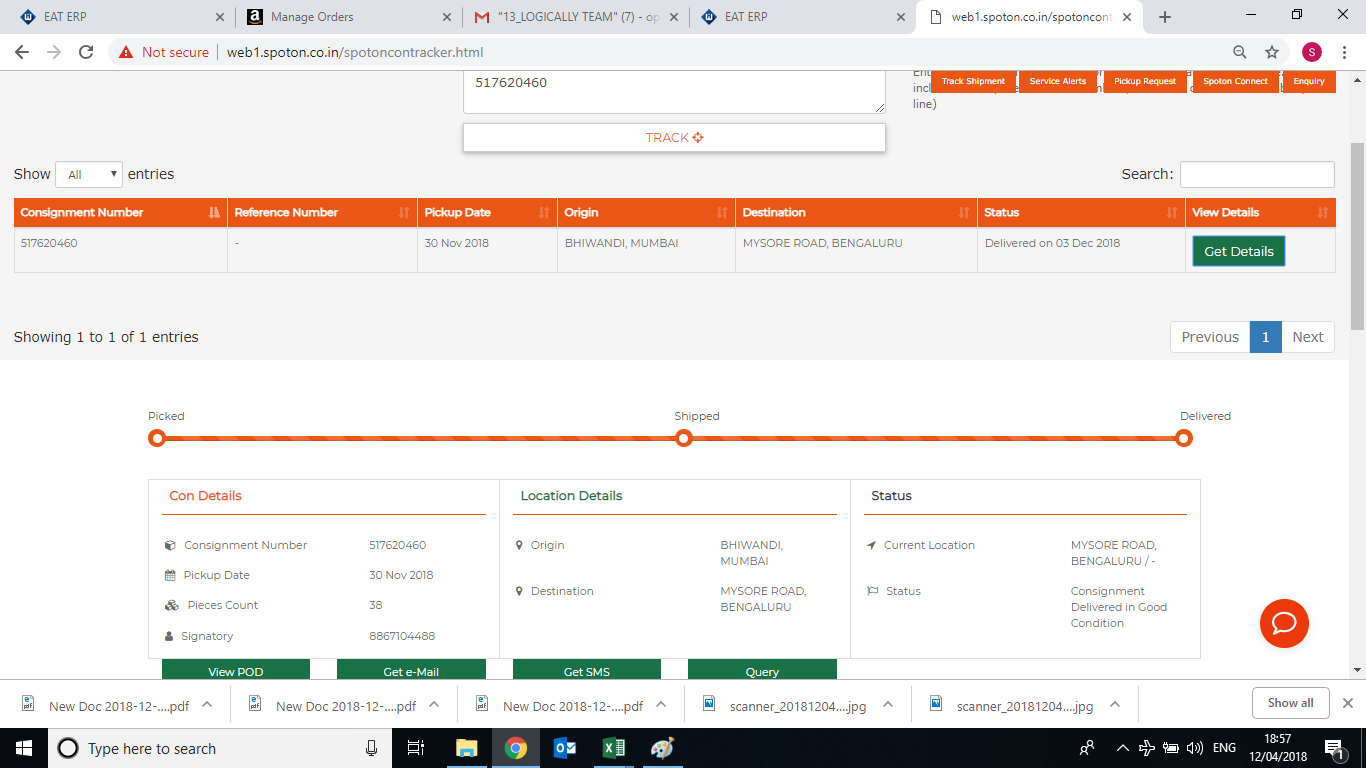 EAT ERP
Manage Orders
"13_LOGICALLY TEAM" (7) - op
EAT ERP
web1.spoton.co.in/spotoncont
Not secure web1.spoton.co.in/spotoncontracker.html
S
517620460
Track Shipment
Service Alerts
Pickup Request
Spoton Connect
Enquiry
line)
TRACK
Show All entries
Search:
Consignment Number Reference Number Pickup Date Origin Destination Status View Details
517620460 - 30 Nov 2018 BHIWANDI, MUMBAI MYSORE ROAD, BENGALURU Delivered on 03 Dec 2018 Get Details
Showing 1 to 1 of 1 entries
Previous 1 Next
Picked Shipped Delivered
Con Details
Consignment Number 517620460
Pickup Date 30 Nov 2018
Pieces Count 38
Signatory 8867104488
Location Details
Origin BHIWANDI,
MUMBAI
Destination MYSORE ROAD,
BENGALURU
Status
Current Location MYSORE ROAD,
BENGALURU / -
Status Consignment
Delivered in Good
Condition
View POD Get e-Mail Get SMS Query
New Doc 2018-12-....pdf
New Doc 2018-12-....pdf
New Doc 2018-12-....pdf
scanner_20181204....jpg
scanner_20181204....jpg
Show all
Type here to search
ENG
18:57
12/04/2018
1